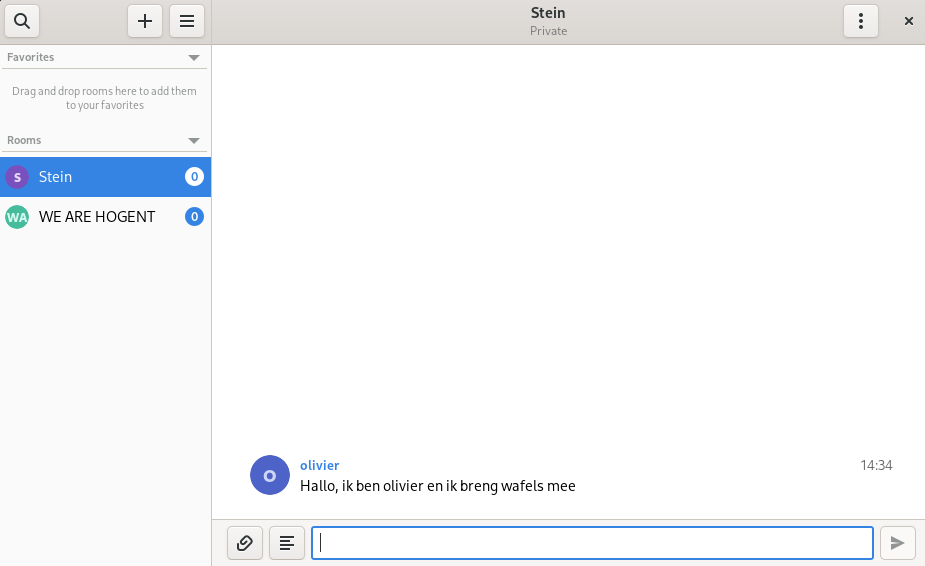 Stein
Private
Favorites
Drag and drop rooms here to add them
to your favorites
Rooms
S Stein 0
WA WE ARE HOGENT 0
olivier 14:34
O
Hallo, ik ben olivier en ik breng wafels mee